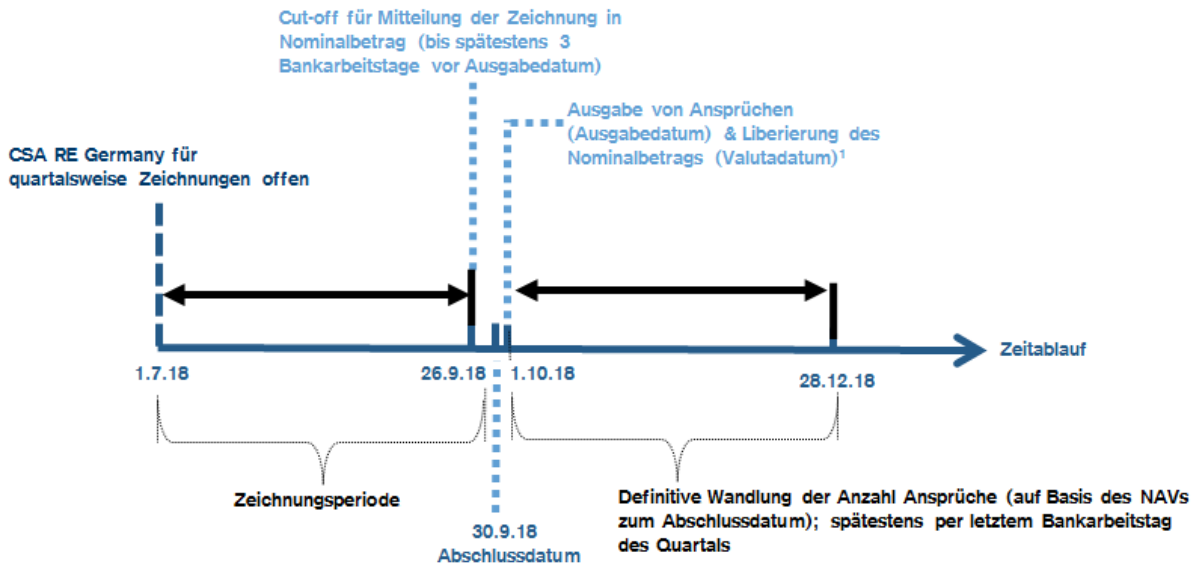 Cut-off für Mitteilung der Zeichnung in
Nominalbetrag (bis spätestens 3
Bankarbeitstage vor Ausgabedatum)
Ausgabe von Ansprüchen
(Ausgabedatum) & Liberierung des
Nominalbetrags (Valutadatum)¹
CSA RE Germany für
quartalsweise Zeichnungen offen
Zeitablauf
1.7.18
26.9.18
1.10.18
28.12.18
Zeichnungsperiode
Definitive Wandlung der Anzahl Ansprüche (auf Basis des NAVs
zum Abschlussdatum); spätestens per letztem Bankarbeitstag
des Quartals
30.9.18
Abschlussdatum